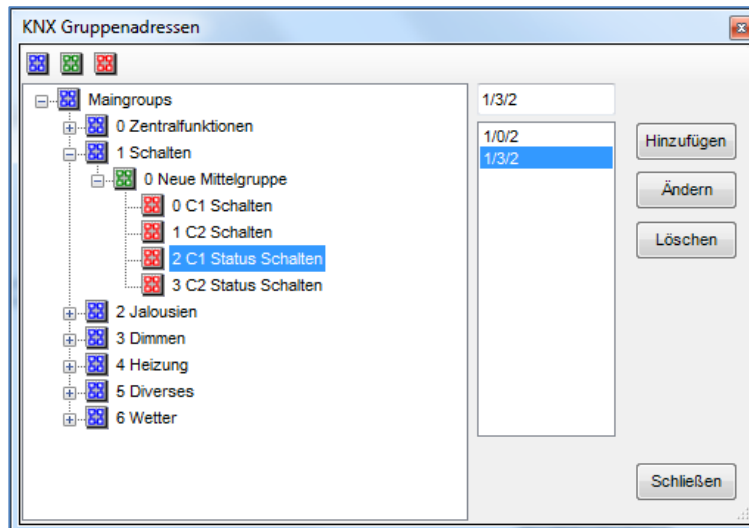 KNX Gruppenadressen
Maingroups
0 Zentralfunktionen
1 Schalten
0 Neue Mittelgruppe
0 C1 Schalten
1 C2 Schalten
2 C1 Status Schalten
3 C2 Status Schalten
2 Jalousien
3 Dimmen
4 Heizung
5 Diverses
6 Wetter
1/3/2
1/0/2
1/3/2
Hinzufügen
Ändern
Löschen
Schließen